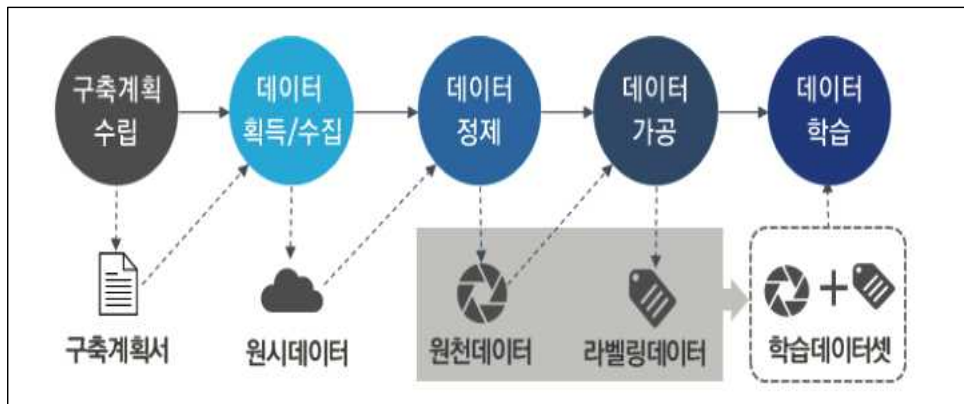 구축계획
수립
데이터
획득/수집
데이터
정제
데이터
가공
데이터
학습
구축계획서
원시데이터
원천데이터
라벨링데이터
학습데이터셋